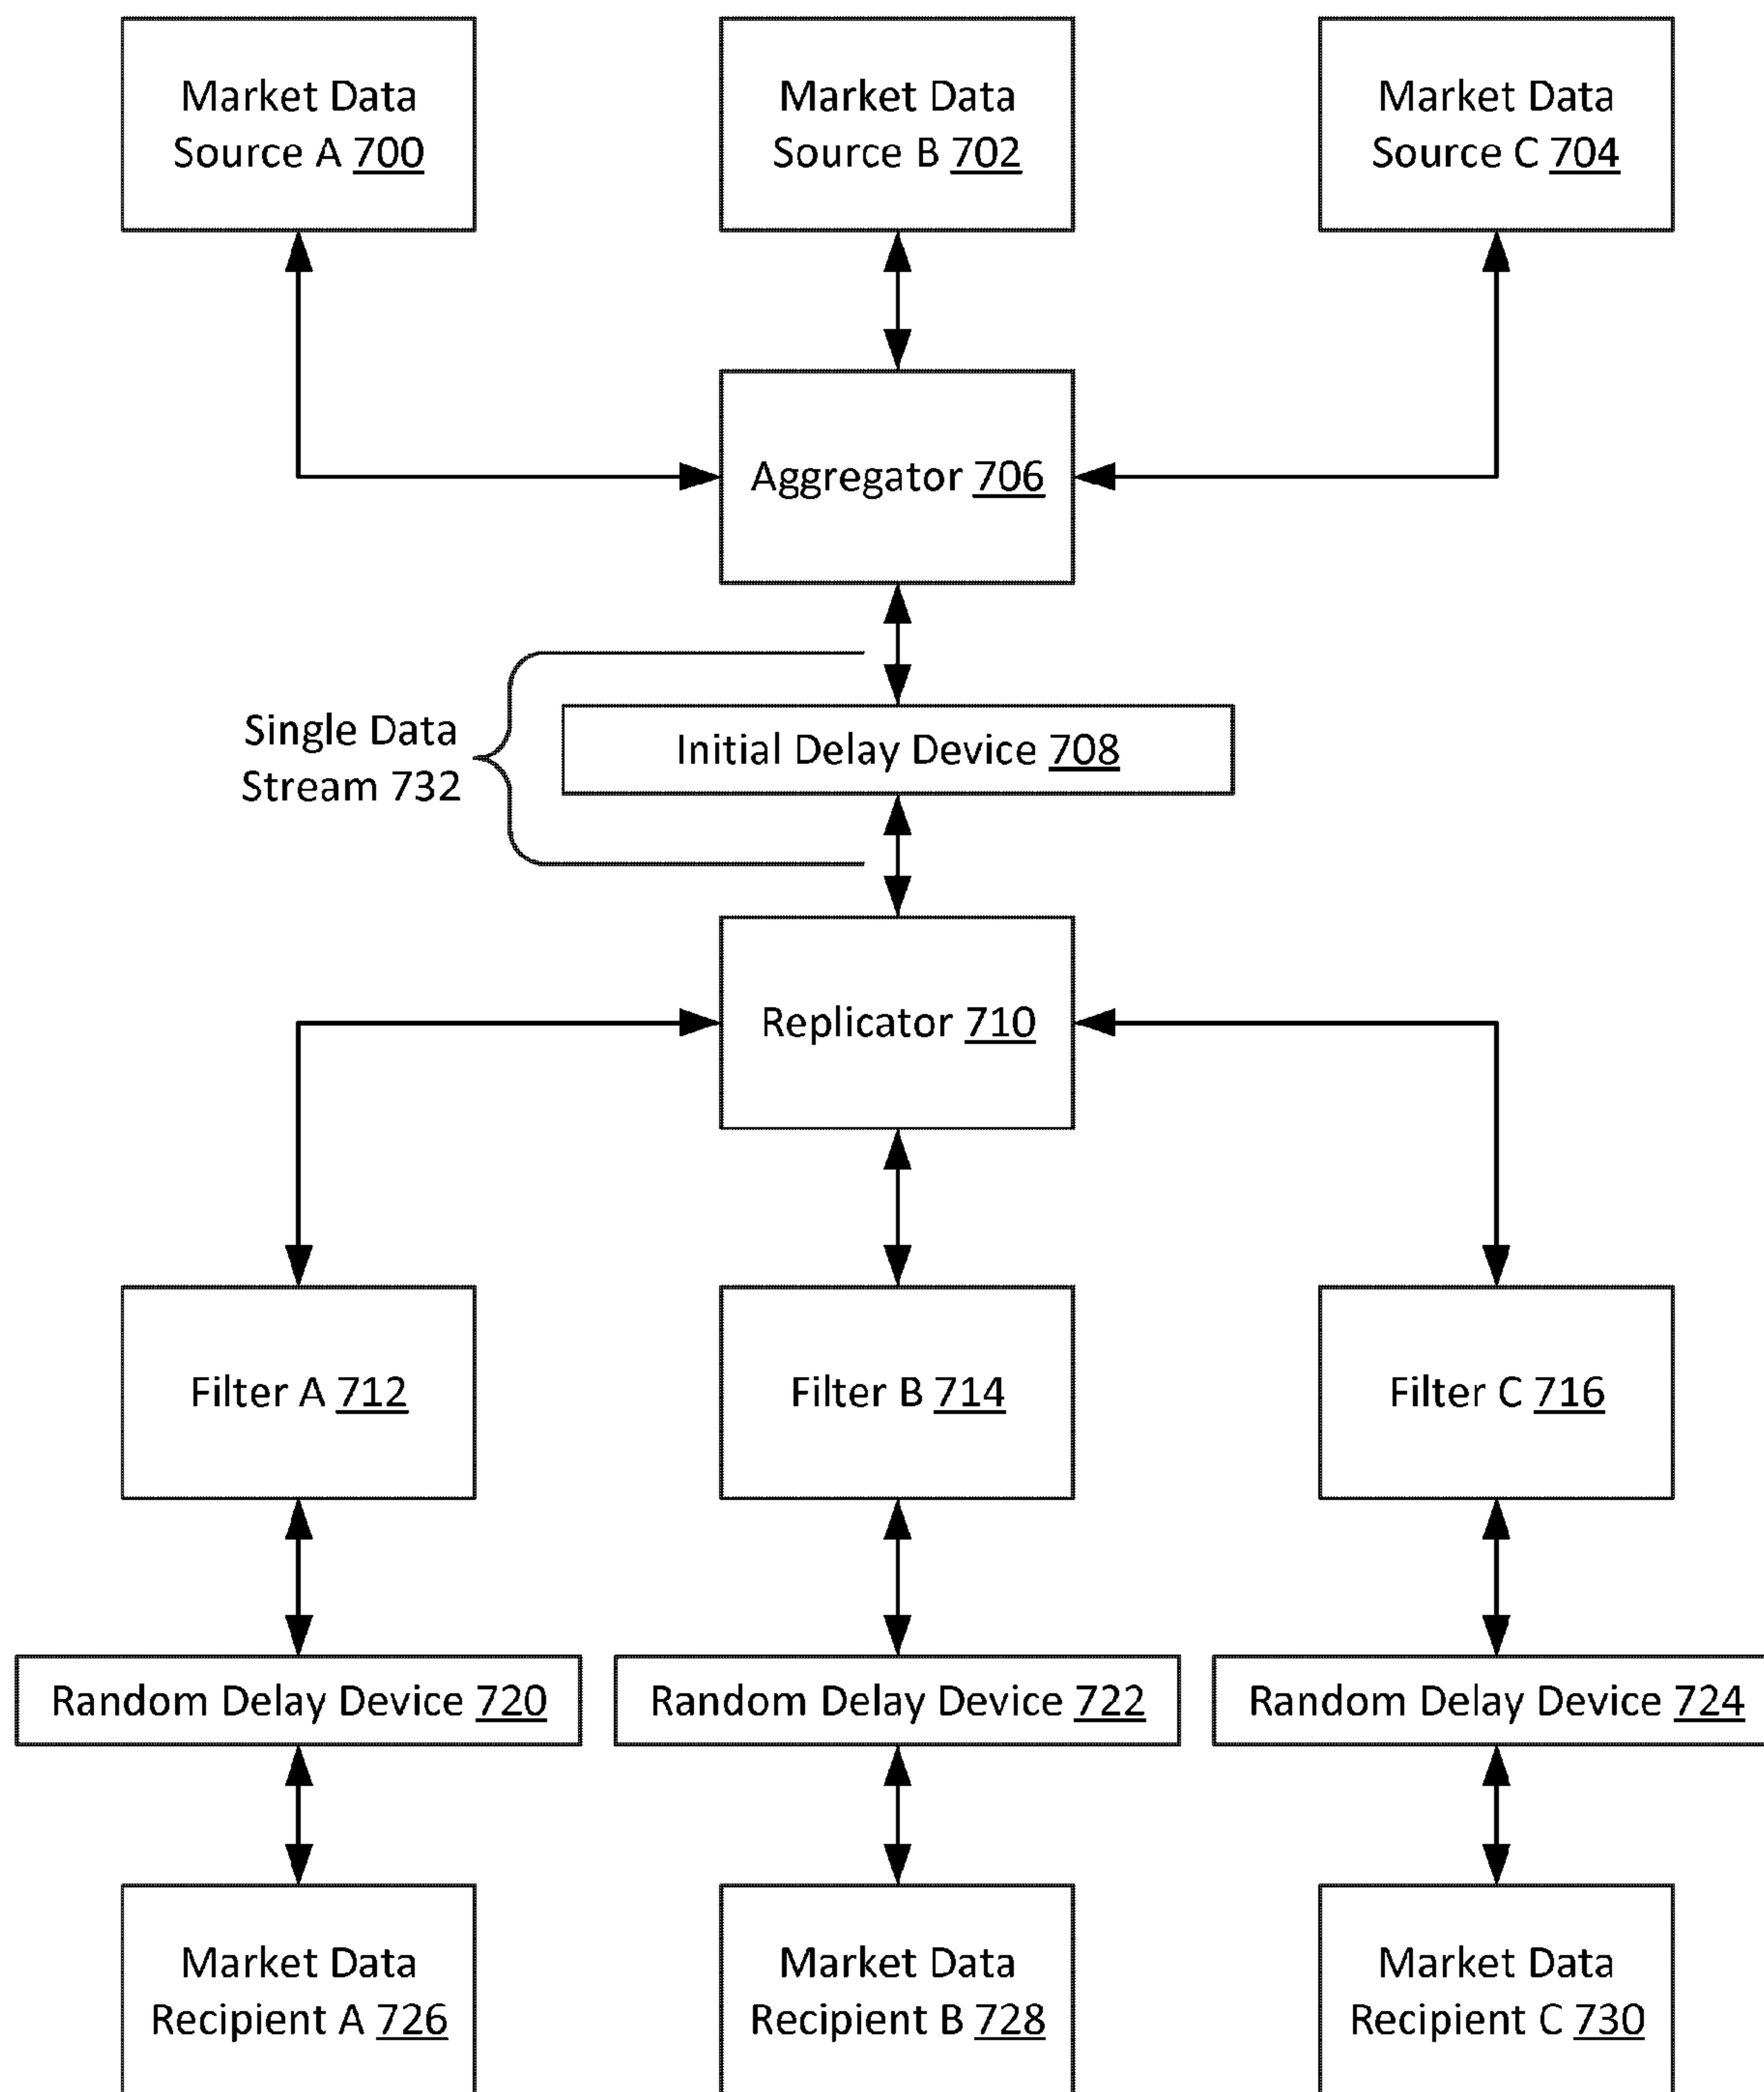 Market Data
Source A 700
Market Data
Source B 702
Market Data
Source C 704
Aggregator 706
Single Data
Stream 732
Initial Delay Device 708
Replicator 710
Filter A 712
Filter B 714
Filter C 716
Random Delay Device 720
Random Delay Device 722
Random Delay Device 724
Market Data
Recipient A 726
Market Data
Recipient B 728
Market Data
Recipient C 730